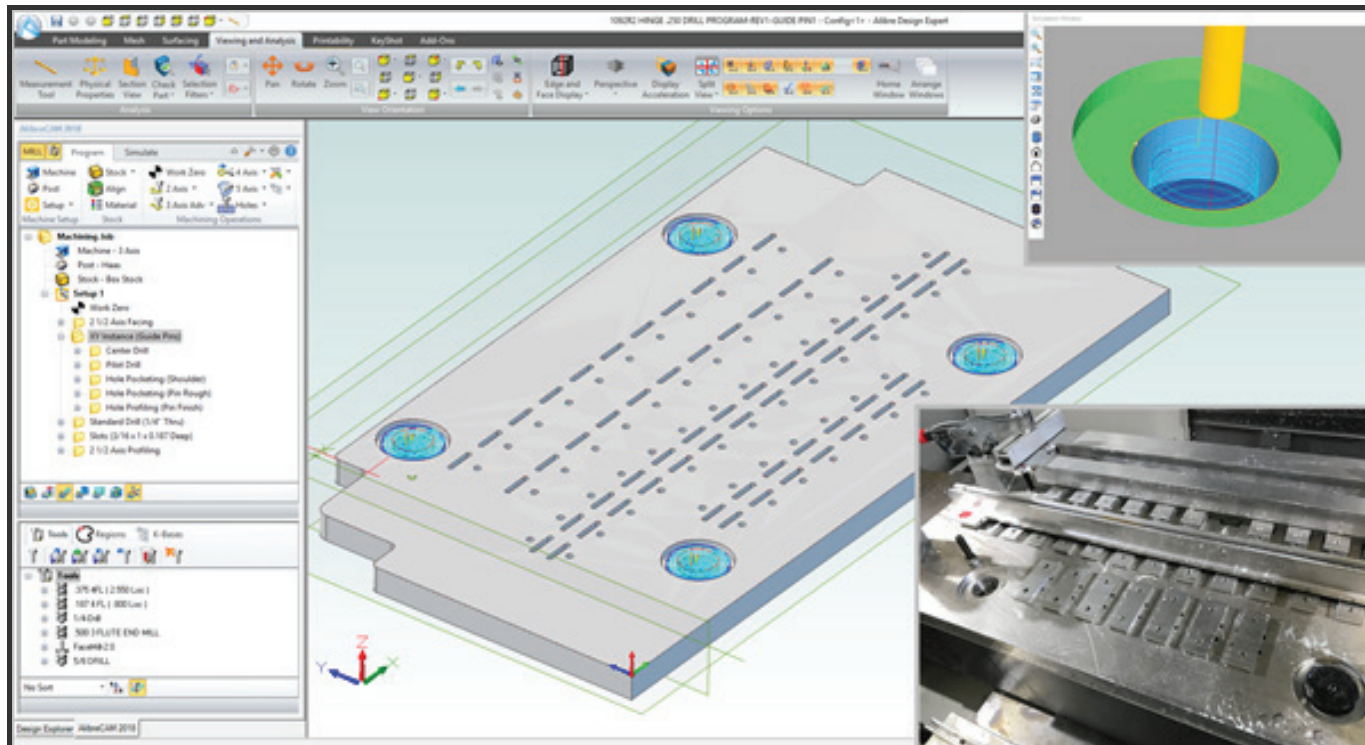 1092R2 HINGE .250 DRILL PROGRAM-REV1-GUIDE PIN1 - Config<1> - Alibre Design Expert
Part Modeling Mesh Surfacing Viewing and Analysis Printability KeyShot Add-Ons
Measurement Tool
Physical Properties
Section View
Check Part
Selection Filters
Pan Rotate Zoom
Edge and Face Display
Perspective
Display Acceleration
Split View
Home Window
Arrange Windows
Analysis View Orientation Viewing Options
AlibreCAM 2018
MILL Program Simulate
Machine Stock Work Zero 4 Axis
Post Align 2 Axis 5 Axis
Setup Material 3 Axis Adv Holes
Machine Setup Stock Machining Operations
Machining Job
Machine - 3 Axis
Post - Haas
Stock - Box Stock
Setup 1
Work Zero
2 1/2 Axis Facing
XY Instance (Guide Pins)
Center Drill
Pilot Drill
Hole Pocketing (Shoulder)
Hole Pocketing (Pin Rough)
Hole Profiling (Pin Finish)
Standard Drill (1/4" Thru)
Slots (3/16 x 1 x 0.187 Deep)
2 1/2 Axis Profiling
Tools Regions K-Bases
Tools
.375 4FL ( 2.550 Loc )
.187 4 FL ( .800 Loc )
1/4 Drill
.500 3 FLUTE END MILL
FaceMill-2.0
5/8 DRILL
No Sort
Design Explorer AlibreCAM 2018
Z
Y X